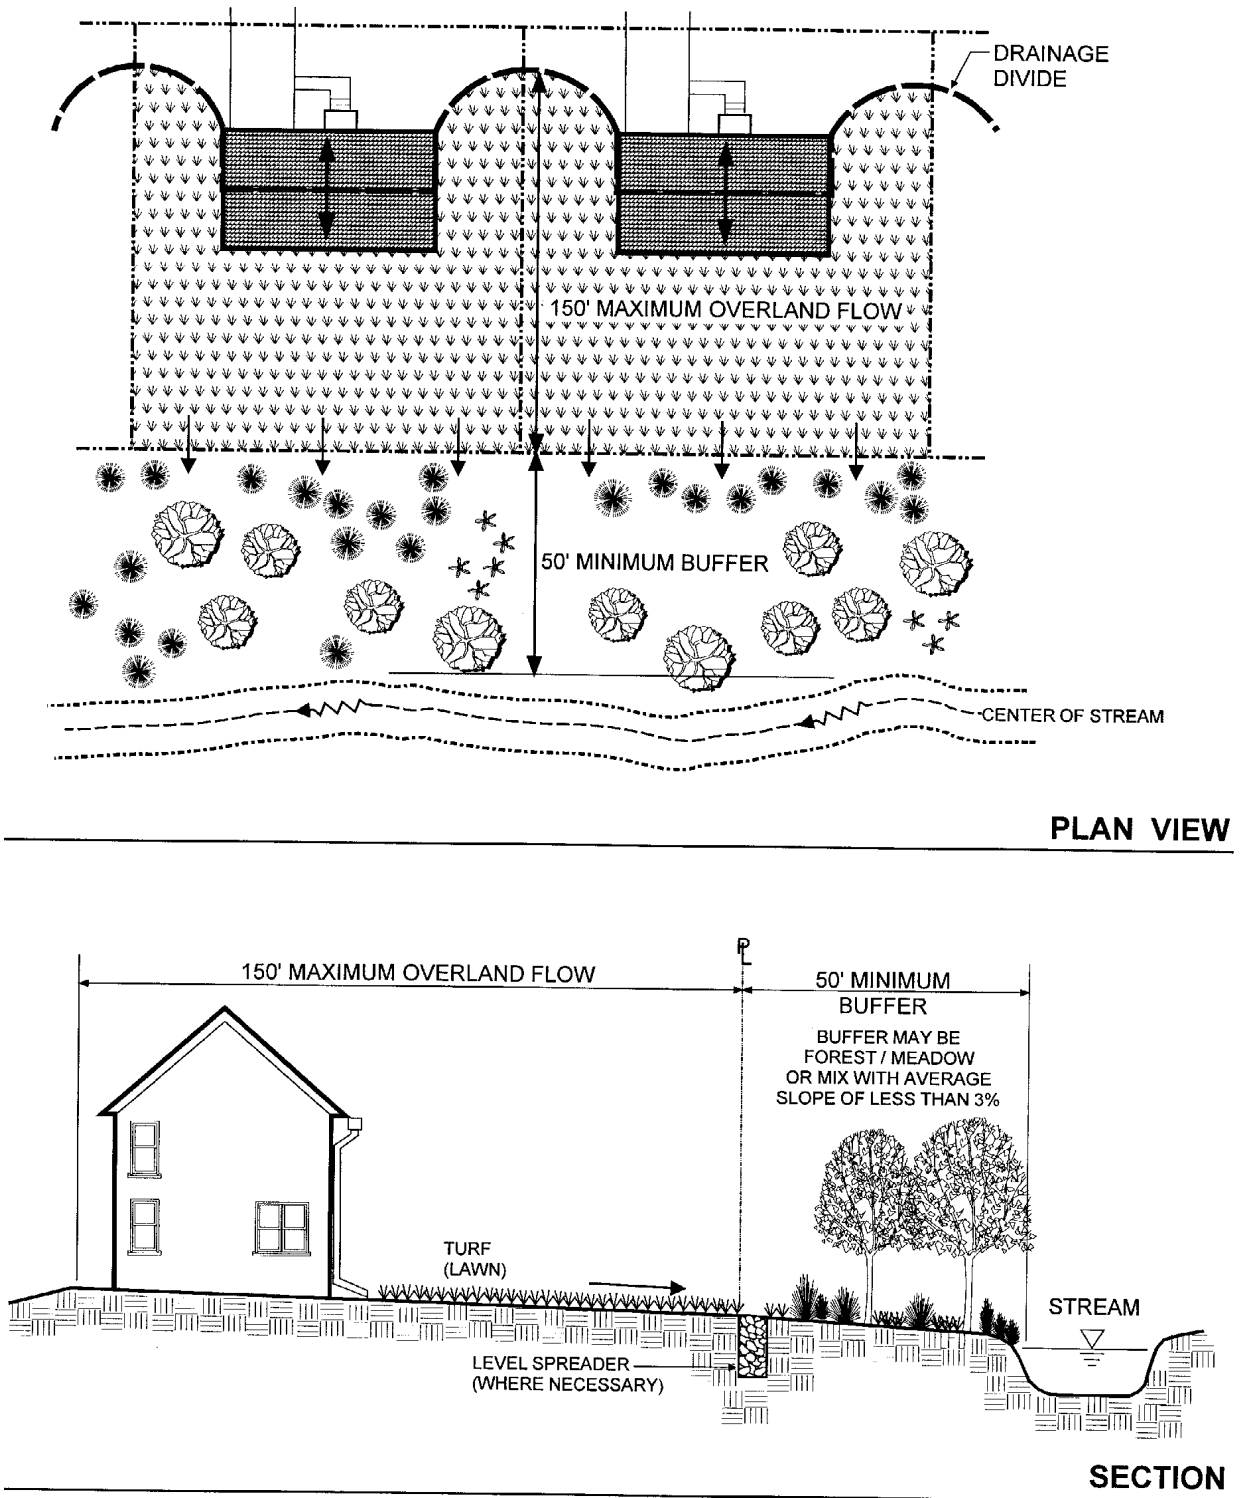 DRAINAGE
DIVIDE
150' MAXIMUM OVERLAND FLOW
50' MINIMUM BUFFER
CENTER OF STREAM
PLAN VIEW
PL
150' MAXIMUM OVERLAND FLOW
50' MINIMUM
BUFFER
BUFFER MAY BE
FOREST / MEADOW
OR MIX WITH AVERAGE
SLOPE OF LESS THAN 3%
TURF
(LAWN)
STREAM
LEVEL SPREADER
(WHERE NECESSARY)
SECTION